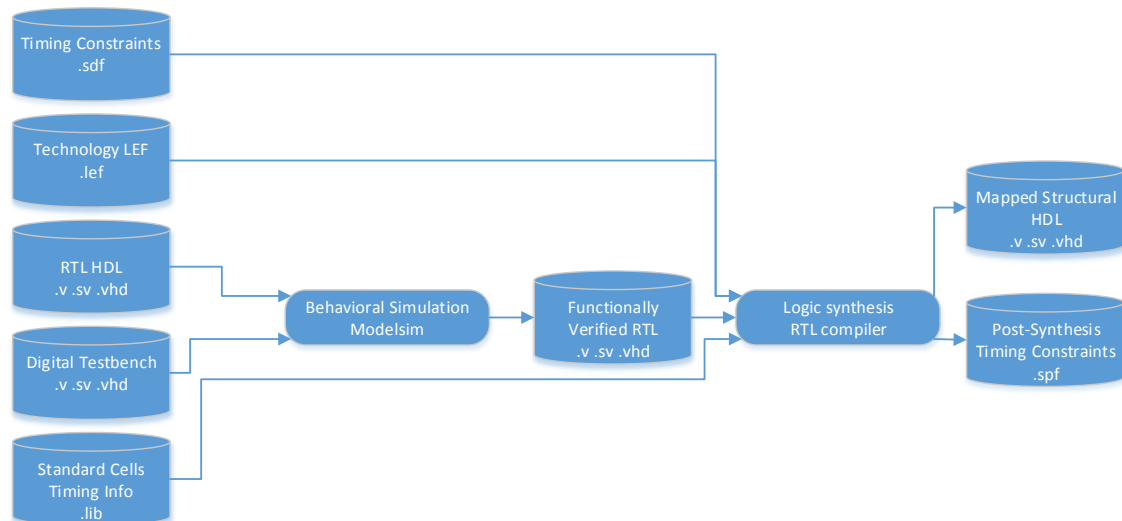 Timing Constraints
.sdf
Technology LEF
.lef
RTL HDL
.v .sv .vhd
Digital Testbench
.v .sv .vhd
Standard Cells
Timing Info
.lib
Behavioral Simulation
Modelsim
Functionally
Verified RTL
.v .sv .vhd
Logic synthesis
RTL compiler
Mapped Structural
HDL
.v .sv .vhd
Post-Synthesis
Timing Constraints
.spf